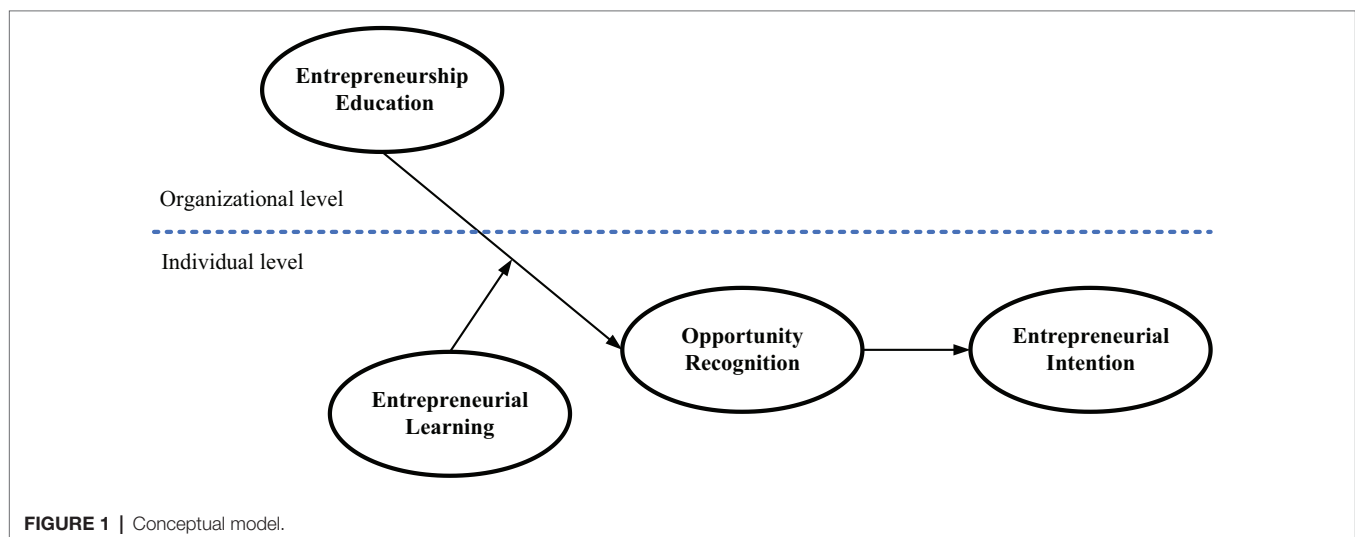 Entrepreneurship
Education
Organizational level
Individual level
Opportunity
Recognition
Entrepreneurial
Intention
Entrepreneurial
Learning
FIGURE 1 | Conceptual model.